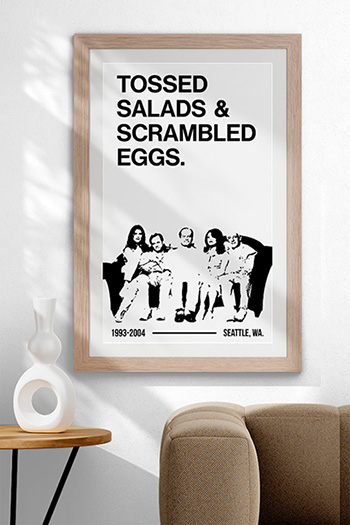 TOSSED
SALADS &
SCRAMBLED
EGGS.
1993-2004 SEATTLE, WA.